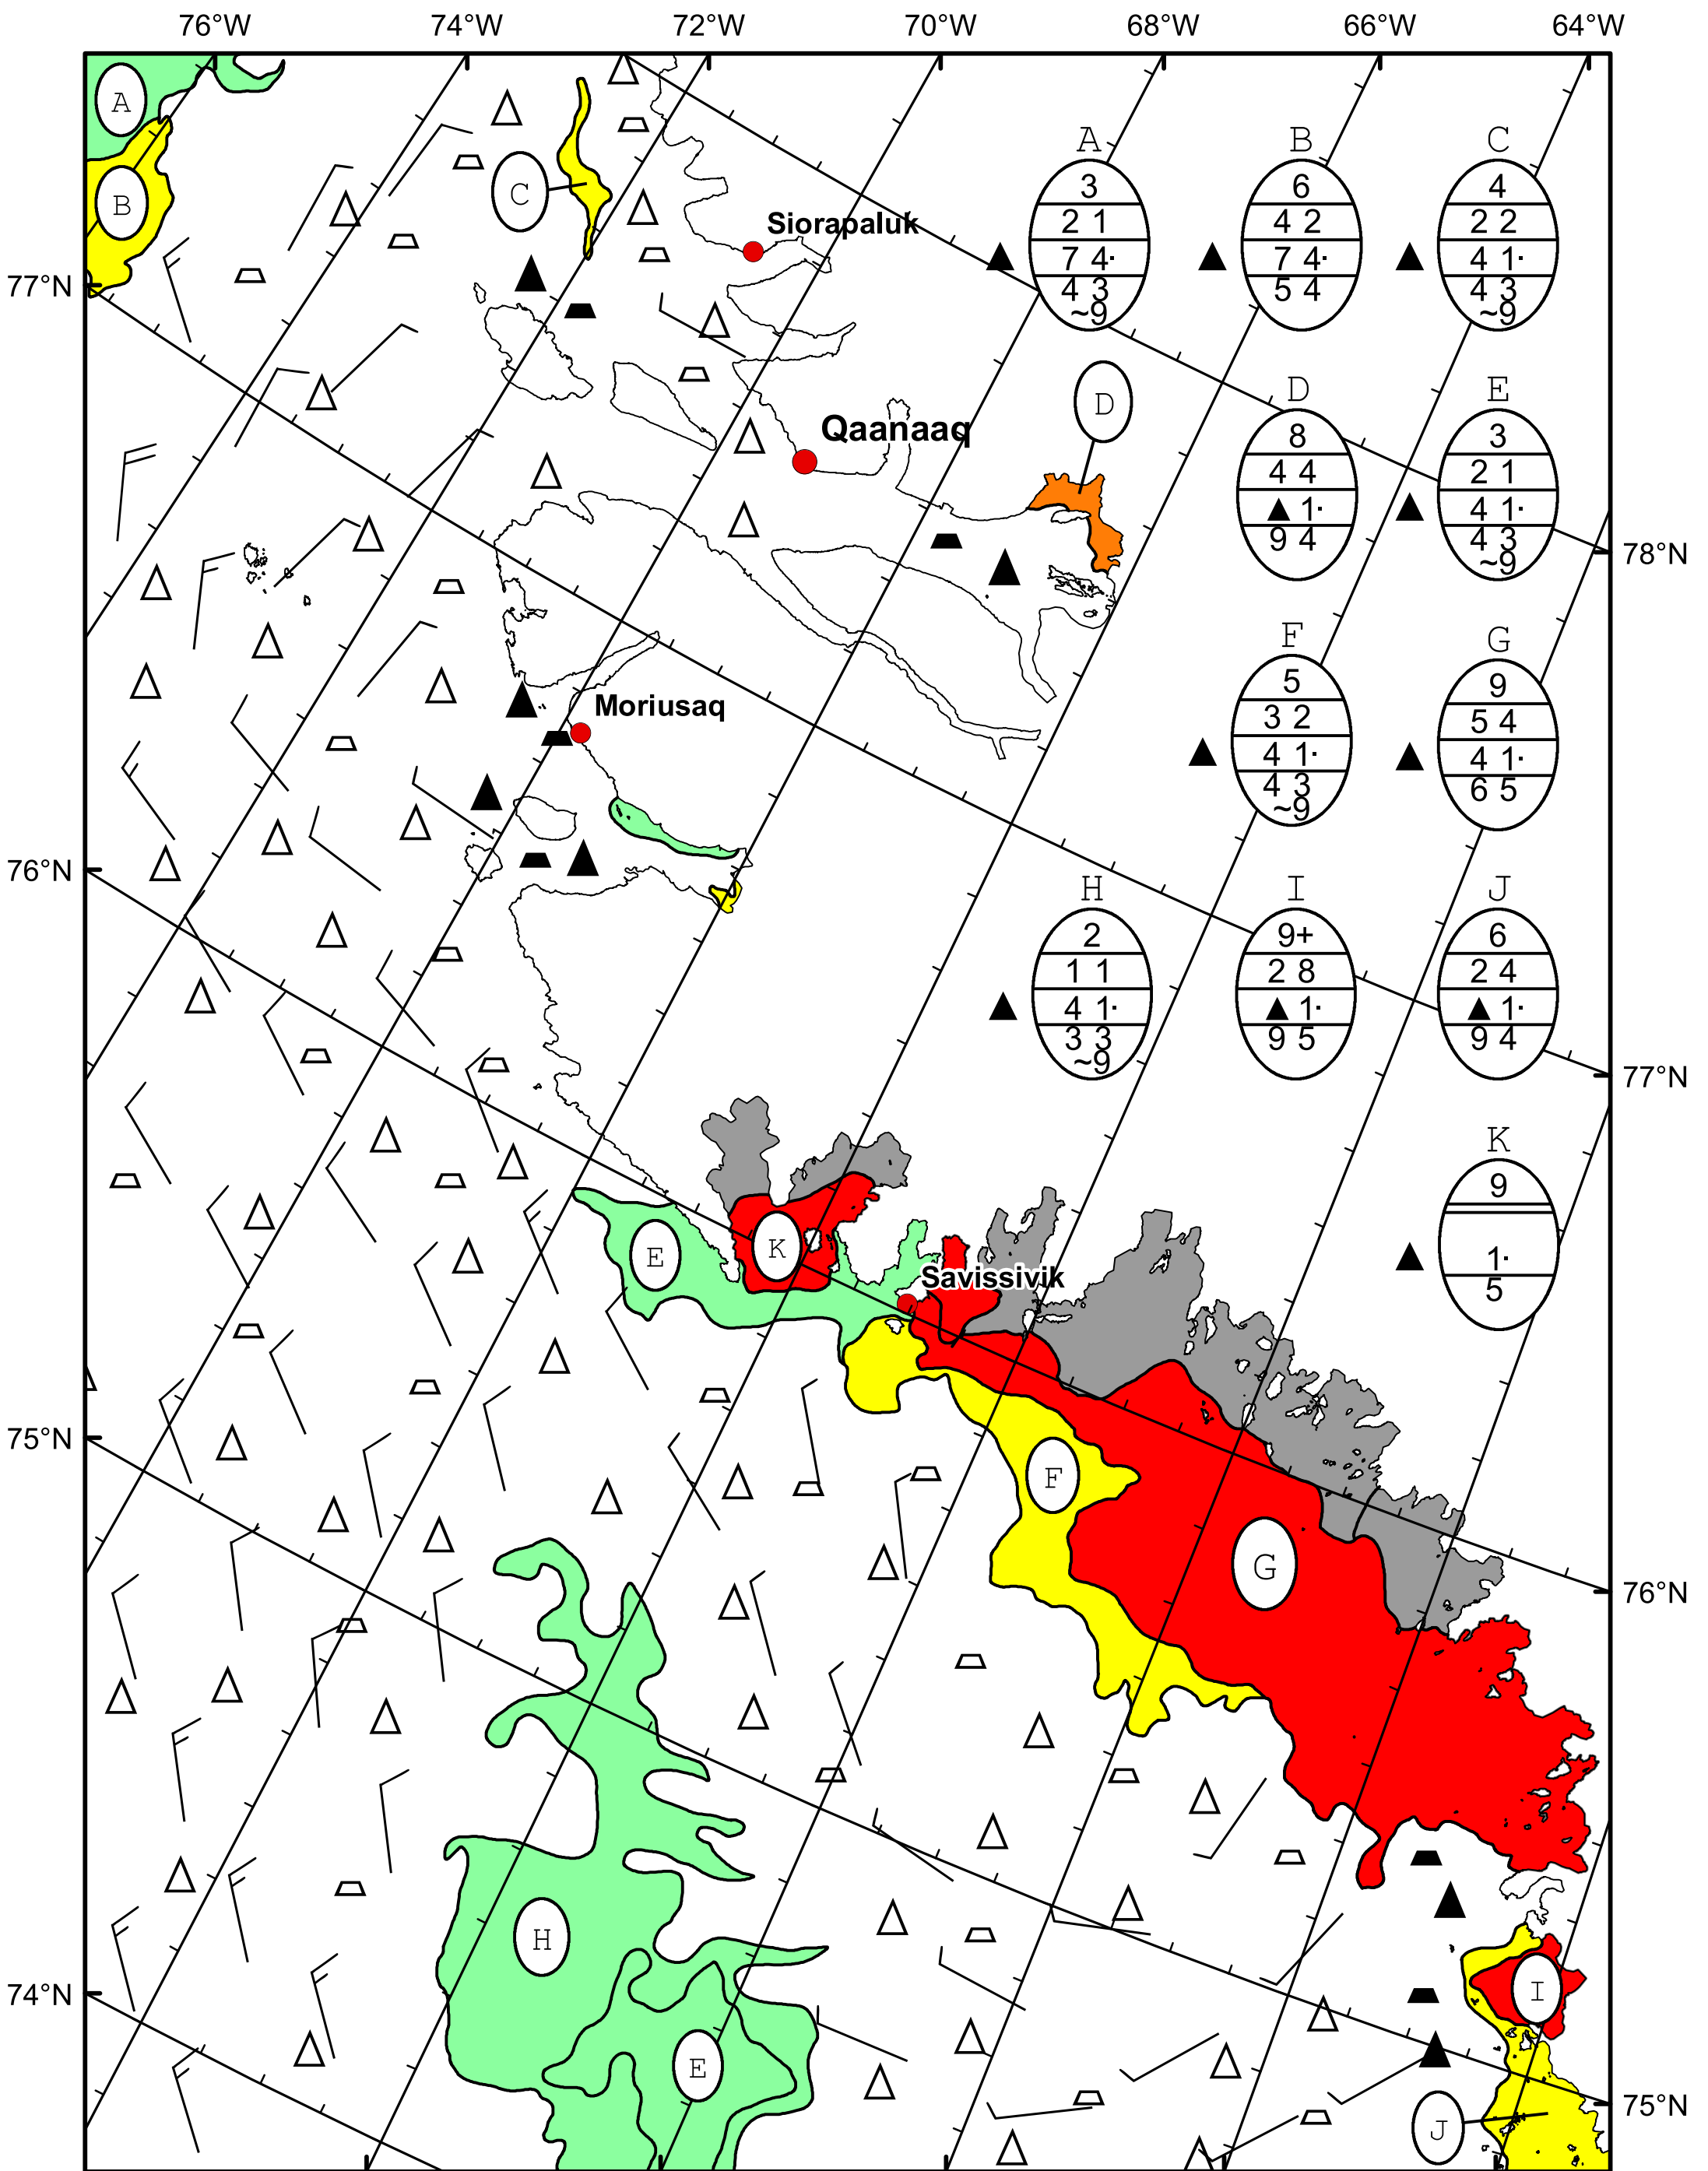 76°W 74°W 72°W 70°W 68°W 66°W 64°W
A
B
C
Siorapaluk
77°N
Qaanaaq
D
Moriusaq
76°N
A
3
2 1
7 4·
4 3
~9
B
6
4 2
7 4·
5 4
C
4
2 2
4 1·
4 3
~9
D
8
4 4
▲ 1·
9 4
E
3
2 1
4 1·
4 3
~9
78°N
F
5
3 2
4 1·
4 3
~9
G
9
5 4
4 1·
6 5
H
2
1 1
4 1·
3 3
~9
I
9+
2 8
▲ 1·
9 5
J
6
2 4
▲ 1·
9 4
77°N
K
9
1·
5
E
K
Savissivik
75°N
F
G
76°N
H
I
74°N
E
J
75°N